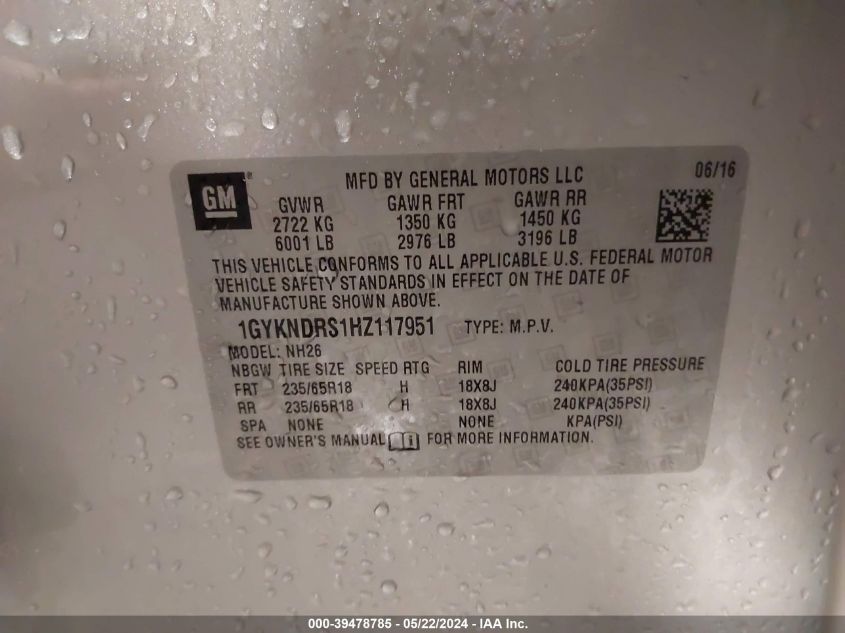 GM
MFD BY GENERAL MOTORS LLC 06/16
GVWR GAWR FRT GAWR RR
2722 KG 1350 KG 1450 KG
6001 LB 2976 LB 3196 LB
THIS VEHICLE CONFORMS TO ALL APPLICABLE U.S. FEDERAL MOTOR
VEHICLE SAFETY STANDARDS IN EFFECT ON THE DATE OF
MANUFACTURE SHOWN ABOVE.
1GYKNDRS1HZ117951 TYPE: M.P.V.
MODEL: NH26
NBGW TIRE SIZE SPEED RTG RIM COLD TIRE PRESSURE
FRT 235/65R18 H 18X8J 240KPA(35PSI)
RR 235/65R18 H 18X8J 240KPA(35PSI)
SPA NONE NONE KPA(PSI)
SEE OWNER'S MANUAL FOR MORE INFORMATION.
000-39478785 - 05/22/2024 - IAA Inc.